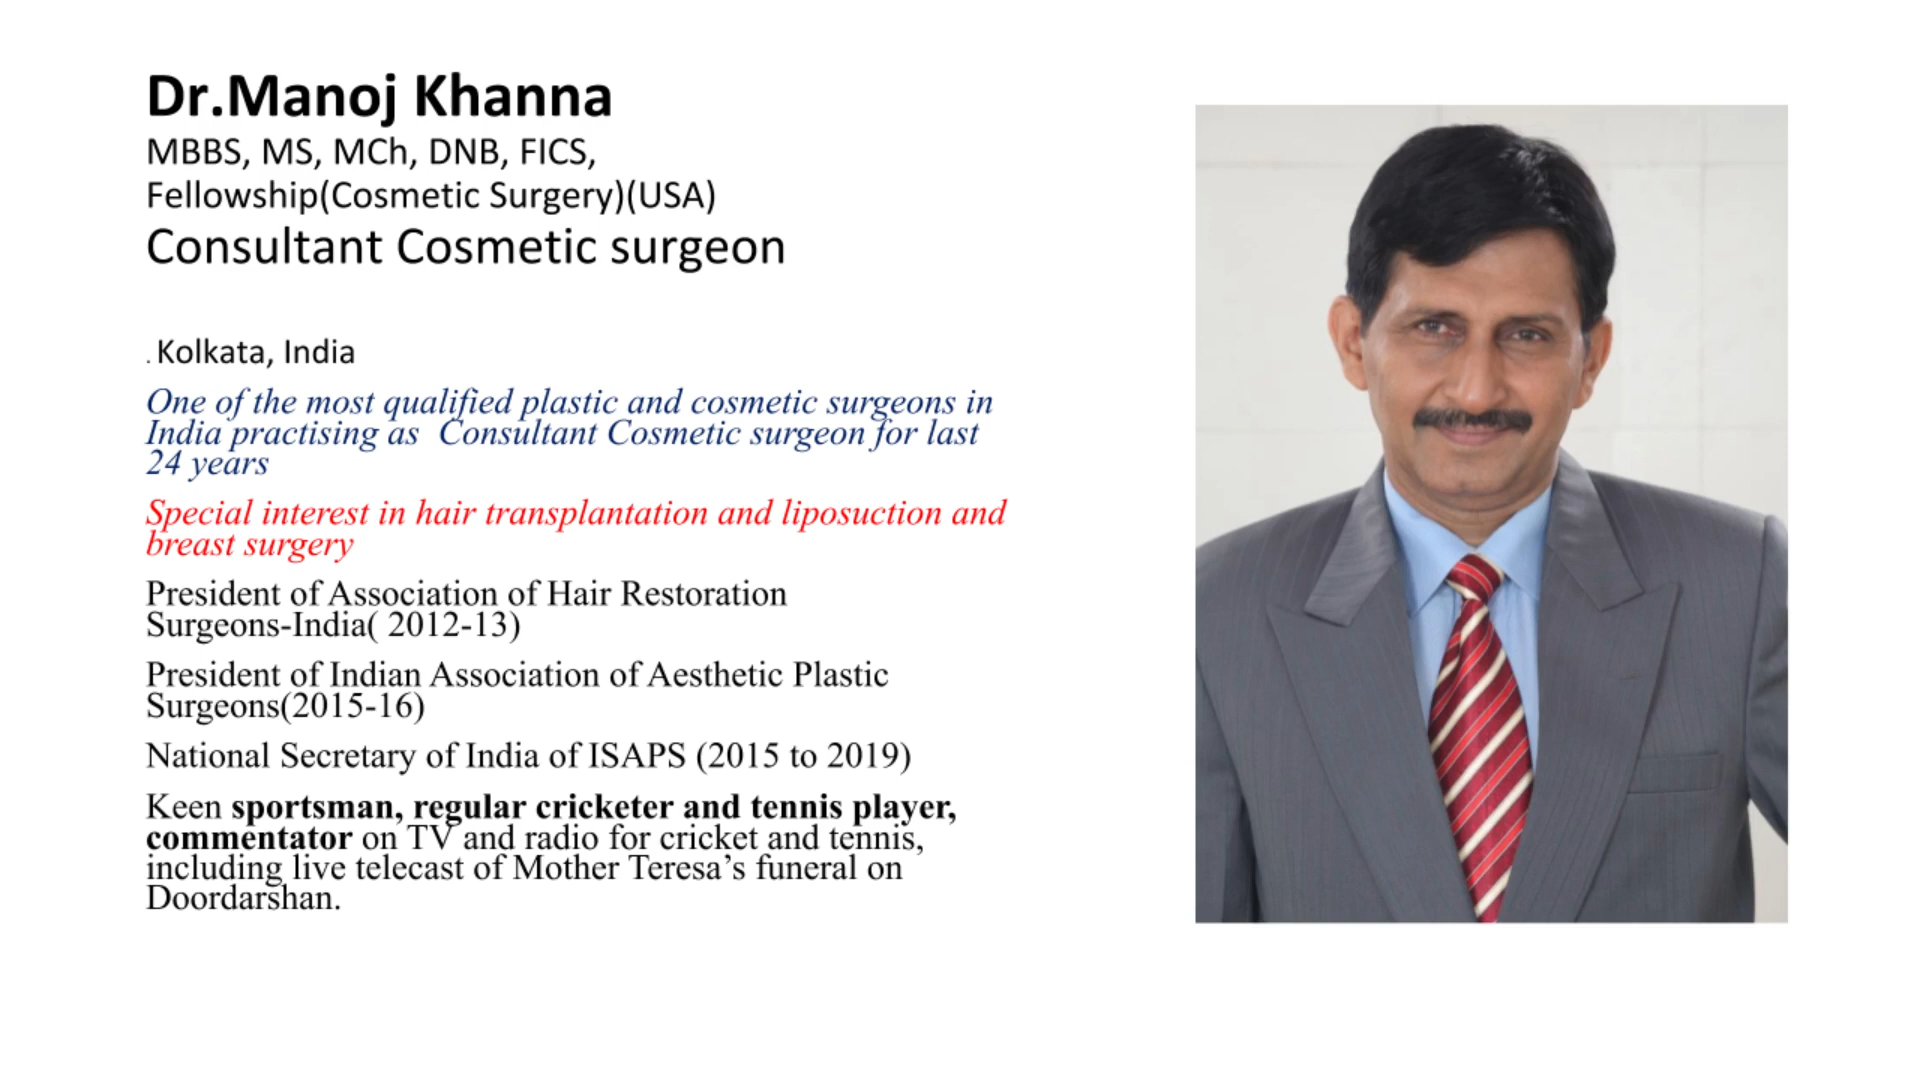 Dr.Manoj Khanna
MBBS, MS, MCh, DNB, FICS,
Fellowship(Cosmetic Surgery)(USA)
Consultant Cosmetic surgeon
. Kolkata, India
One of the most qualified plastic and cosmetic surgeons in
India practising as  Consultant Cosmetic surgeon for last
24 years
Special interest in hair transplantation and liposuction and
breast surgery
President of Association of Hair Restoration
Surgeons-India( 2012-13)
President of Indian Association of Aesthetic Plastic
Surgeons(2015-16)
National Secretary of India of ISAPS (2015 to 2019)
Keen sportsman, regular cricketer and tennis player,
commentator on TV and radio for cricket and tennis,
including live telecast of Mother Teresa’s funeral on
Doordarshan.